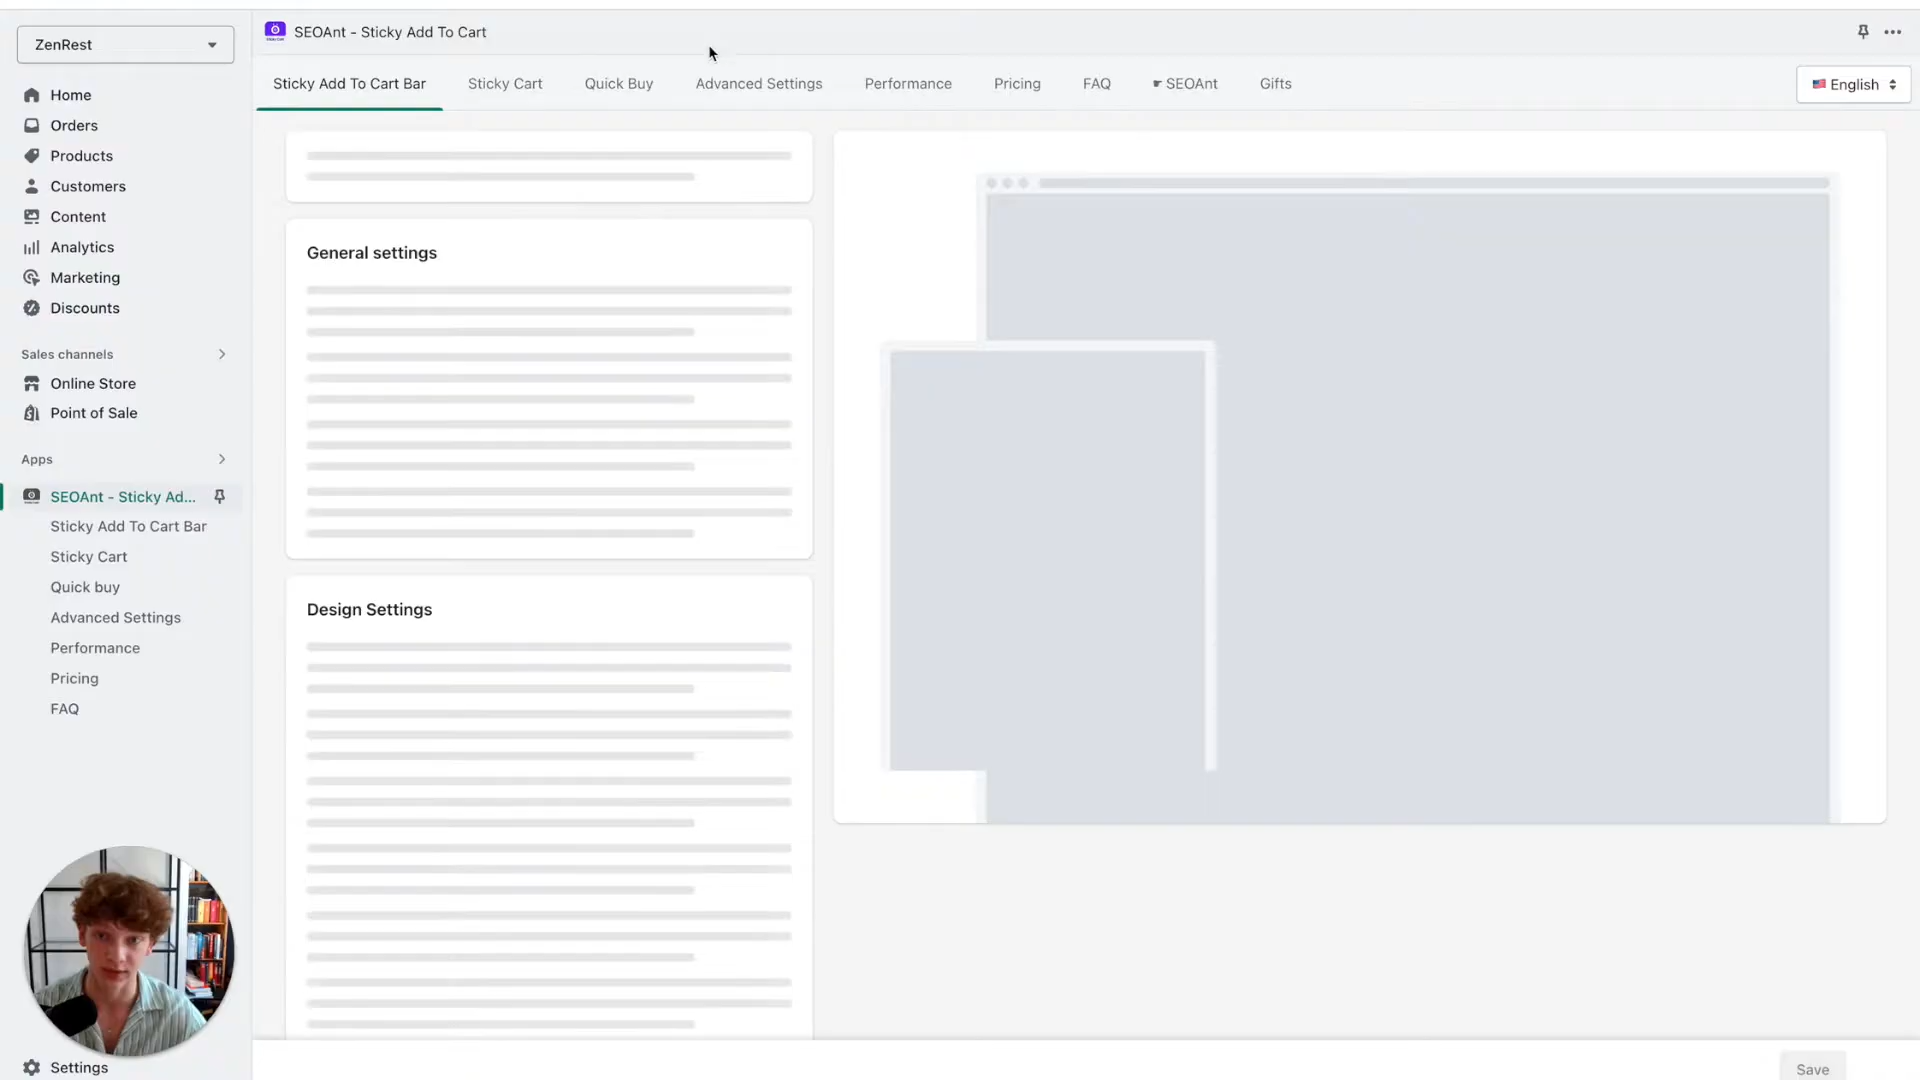 ZenRest
SEOAnt - Sticky Add To Cart
Sticky Add To Cart Bar
Sticky Cart
Quick Buy
Advanced Settings
Performance
Pricing
FAQ
☛ SEOAnt
Gifts
English
Home
Orders
Products
Customers
Content
Analytics
Marketing
Discounts
Sales channels
Online Store
Point of Sale
Apps
SEOAnt - Sticky Ad...
Sticky Add To Cart Bar
Sticky Cart
Quick buy
Advanced Settings
Performance
Pricing
FAQ
Settings
General settings
Design Settings
Save